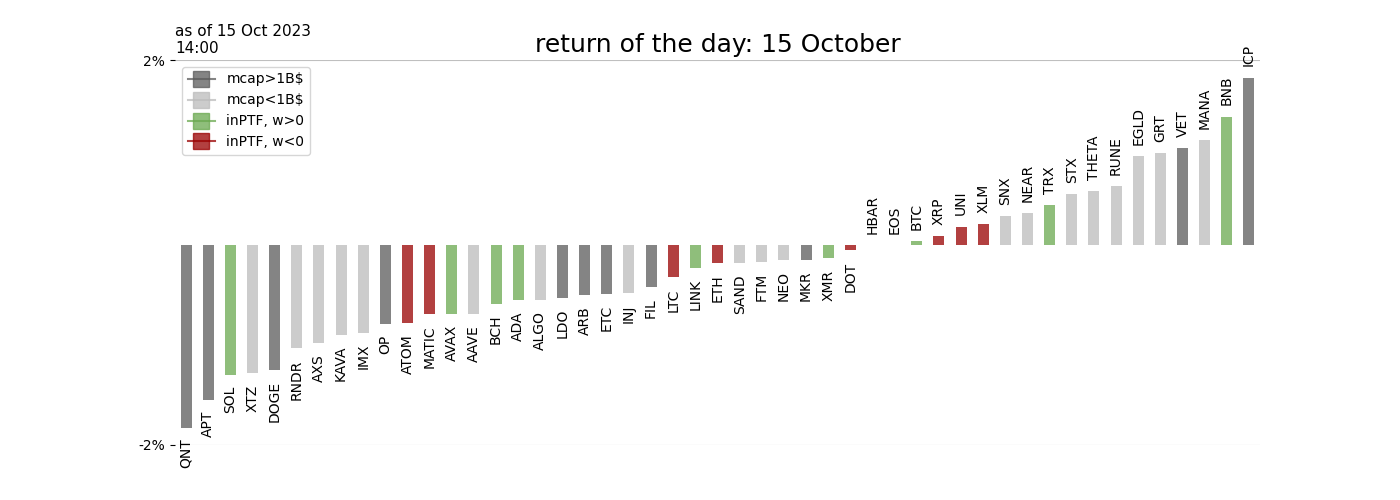 as of 15 Oct 2023
14:00
return of the day: 15 October
2%
mcap>1B$
mcap<1B$
inPTF, w>0
inPTF, w<0
-2%
QNT
APT
SOL
XTZ
DOGE
RNDR
AXS
KAVA
IMX
OP
ATOM
MATIC
AVAX
AAVE
BCH
ADA
ALGO
LDO
ARB
ETC
INJ
FIL
LTC
LINK
ETH
SAND
FTM
NEO
MKR
XMR
DOT
HBAR
EOS
BTC
XRP
UNI
XLM
SNX
NEAR
TRX
STX
THETA
RUNE
EGLD
GRT
VET
MANA
BNB
ICP